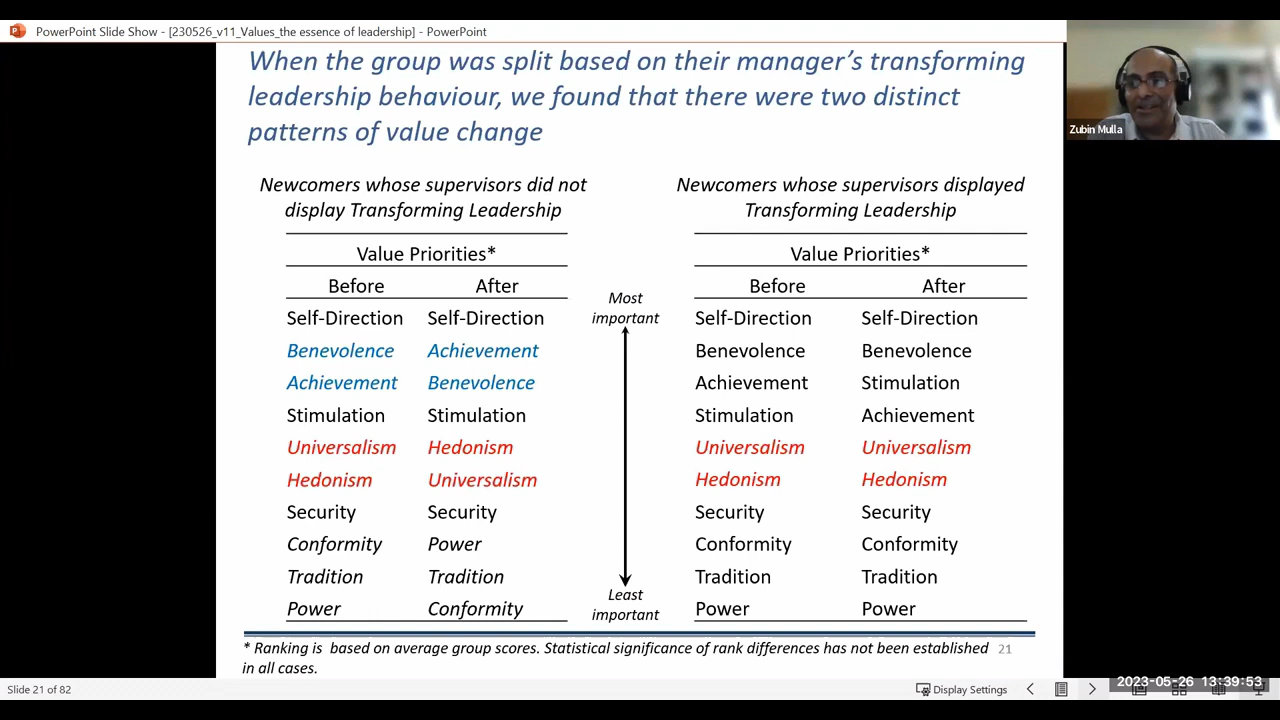 PowerPoint Slide Show - [230526_v11_Values_the essence of leadership] - PowerPoint
When the group was split based on their manager's transforming
leadership behaviour, we found that there were two distinct
patterns of value change
Zubin Mulla
Newcomers whose supervisors did not
display Transforming Leadership
Value Priorities*
Before After
Self-Direction Self-Direction
Benevolence Achievement
Achievement Benevolence
Stimulation Stimulation
Universalism Hedonism
Hedonism Universalism
Security Security
Conformity Power
Tradition Tradition
Power Conformity
Most
important
Least
important
Newcomers whose supervisors displayed
Transforming Leadership
Value Priorities*
Before After
Self-Direction Self-Direction
Benevolence Benevolence
Achievement Stimulation
Stimulation Achievement
Universalism Universalism
Hedonism Hedonism
Security Security
Conformity Conformity
Tradition Tradition
Power Power
* Ranking is based on average group scores. Statistical significance of rank differences has not been established
in all cases.
21
Slide 21 of 82
Display Settings
2023-05-26 13:39:53